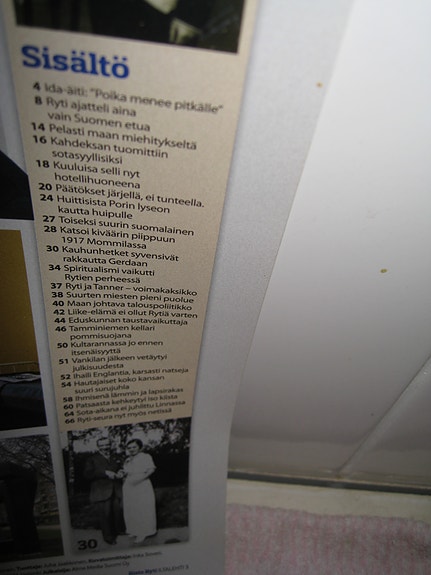 Sisältö
4 Ida-äiti: "Poika menee pitkälle"
8 Ryti ajatteli aina
vain Suomen etua
14 Pelasti maan miehitykseltä
16 Kahdeksan tuomittiin
sotasyyllisiksi
18 Kuuluisa selli nyt
hotellihuoneena
20 Päätökset järjellä, ei tunteella.
24 Huittisista Porin lyseon
kautta huipulle
27 Toiseksi suurin suomalainen
28 Katsoi kiväärin piippuun
1917 Mommilassa
30 Kauhunhetket syvensivät
rakkautta Gerdaan
34 Spiritualismi vaikutti
Rytien perheessä
37 Ryti ja Tanner – voimakaksikko
38 Suurten miesten pieni puolue
40 Maan johtava talouspoliitikko
42 Liike-elämä ei ollut Rytiä varten
44 Eduskunnan taustavaikuttaja
46 Tamminiemen kellari
pommisuojana
50 Kultarannassa jo ennen
itsenäisyyttä
51 Vankilan jälkeen vetäytyi
julkisuudesta
52 Ihaili Englantia, karsasti natseja
54 Hautajaiset koko kansan
suuri surujuhla
58 Ihmisenä lämmin ja lapsirakas
60 Patsaasta kehkeytyi iso kiista
64 Sota-aikana ei juhlittu Linnassa
66 Ryti-seura nyt myös netissä
30